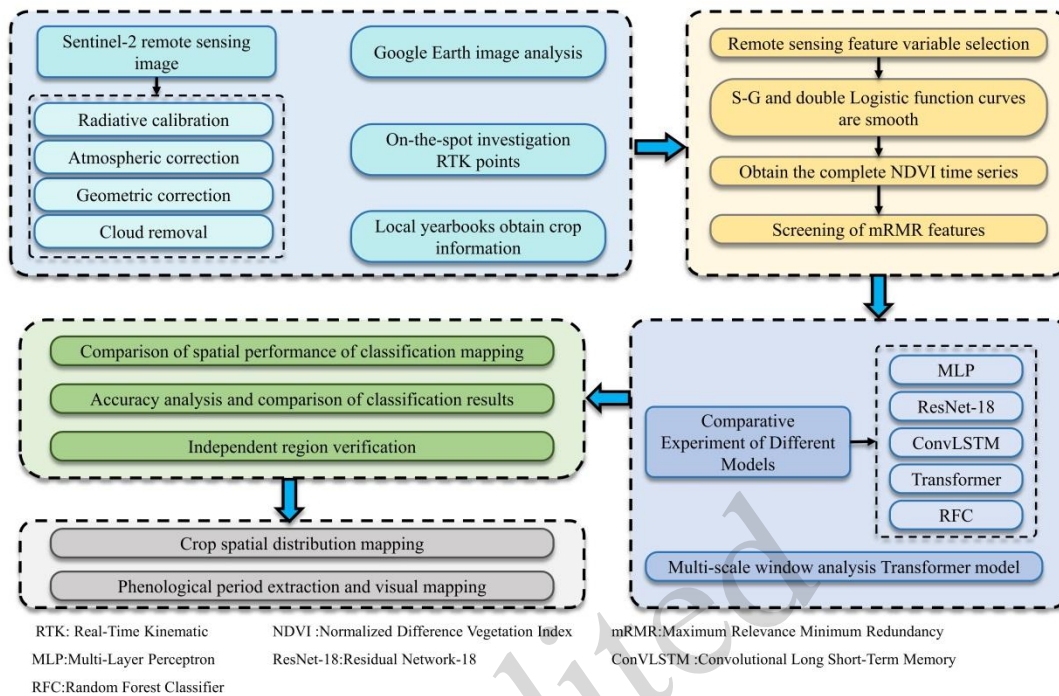 Sentinel-2 remote sensing
image
Radiative calibration
Atmospheric correction
Geometric correction
Cloud removal
Google Earth image analysis
On-the-spot investigation
RTK points
Local yearbooks obtain crop
information
Remote sensing feature variable selection
S-G and double Logistic function curves
are smooth
Obtain the complete NDVI time series
Screening of mRMR features
Comparative
Experiment of Different
Models
MLP
ResNet-18
ConvLSTM
Transformer
RFC
Multi-scale window analysis Transformer model
Comparison of spatial performance of classification mapping
Accuracy analysis and comparison of classification results
Independent region verification
Crop spatial distribution mapping
Phenological period extraction and visual mapping
RTK: Real-Time Kinematic
NDVI :Normalized Difference Vegetation Index
mRMR:Maximum Relevance Minimum Redundancy
MLP:Multi-Layer Perceptron
ResNet-18:Residual Network-18
ConVLSTM :Convolutional Long Short-Term Memory
RFC:Random Forest Classifier